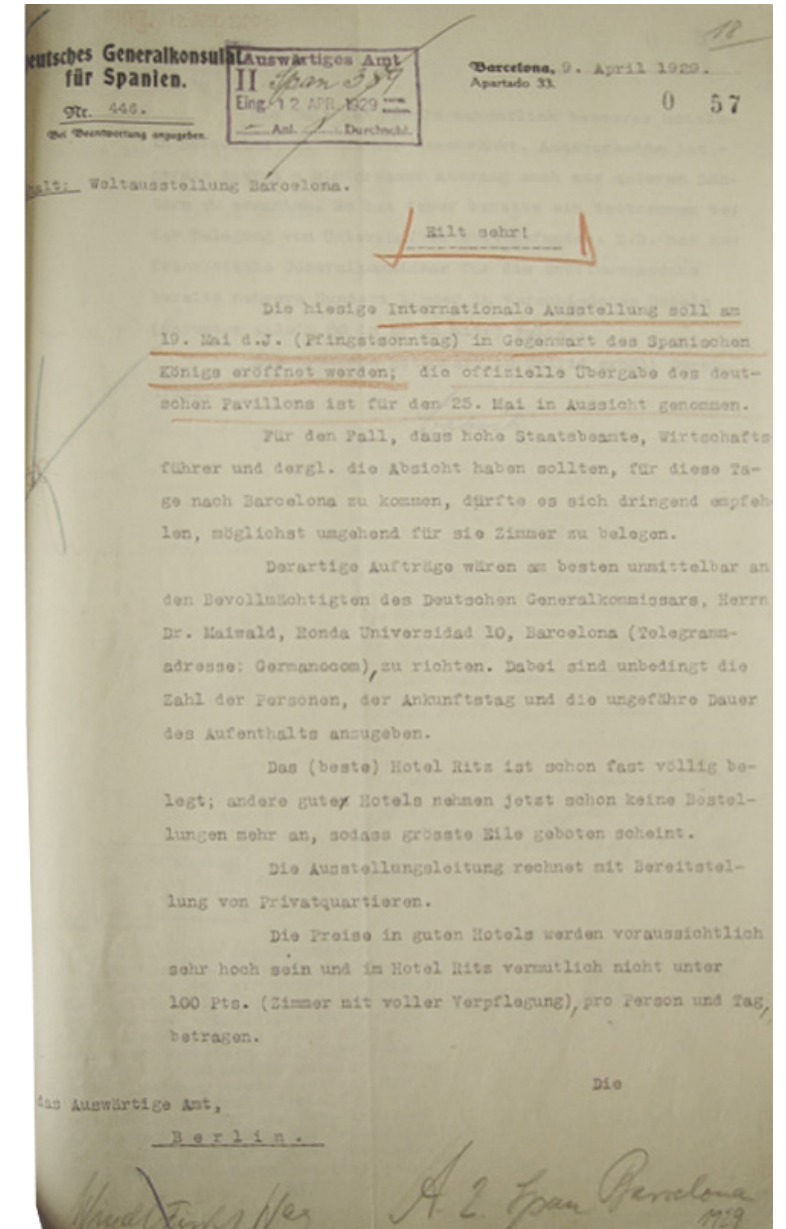 18
Deutsches Generalkonsulat
für Spanien.
Nr. 446.
Bei Beantwortung anzugeben.
Auswärtiges Amt
II Span 389
Eing. 12 APR. 1929
Anl. Durchschl.
Barcelona, 9. April 1929.
Apartado 33.
0 57
halt: Weltausstellung Barcelona.
Eilt sehr!
Die hiesige Internationale Ausstellung soll am
19. Mai d.J. (Pfingstsonntag) in Gegenwart des Spanischen
Königs eröffnet werden; die offizielle Übergabe des deut-
schen Pavillons ist für den 25. Mai in Aussicht genommen.
Für den Fall, dass hohe Staatsbeamte, Wirtschafts
führer und dergl. die Absicht haben sollten, für diese Ta-
ge nach Barcelona zu kommen, dürfte es sich dringend empfeh-
len, möglichst umgehend für sie Zimmer zu belegen.
Derartige Aufträge wären am besten unmittelbar an
den Bevollmächtigten des Deutschen Generalkommissars, Herrn
Dr. Maiwald, Ronda Universidad 10, Barcelona (Telegramm-
adresse: Germanocom), zu richten. Dabei sind unbedingt die
Zahl der Personen, der Ankunftstag und die ungefähre Dauer
des Aufenthalts anzugeben.
Das (beste) Hotel Ritz ist schon fast völlig be-
legt; andere gute Hotels nehmen jetzt schon keine Bestel-
lungen mehr an, sodass grösste Eile geboten scheint.
Die Ausstellungsleitung rechnet mit Bereitstel-
lung von Privatquartieren.
Die Preise in guten Hotels werden voraussichtlich
sehr hoch sein und im Hotel Ritz vermutlich nicht unter
100 Pts. (Zimmer mit voller Verpflegung), pro Person und Tag,
betragen.
Die
das Auswärtige Amt,
Berlin.
A. 2. Span Barcelona